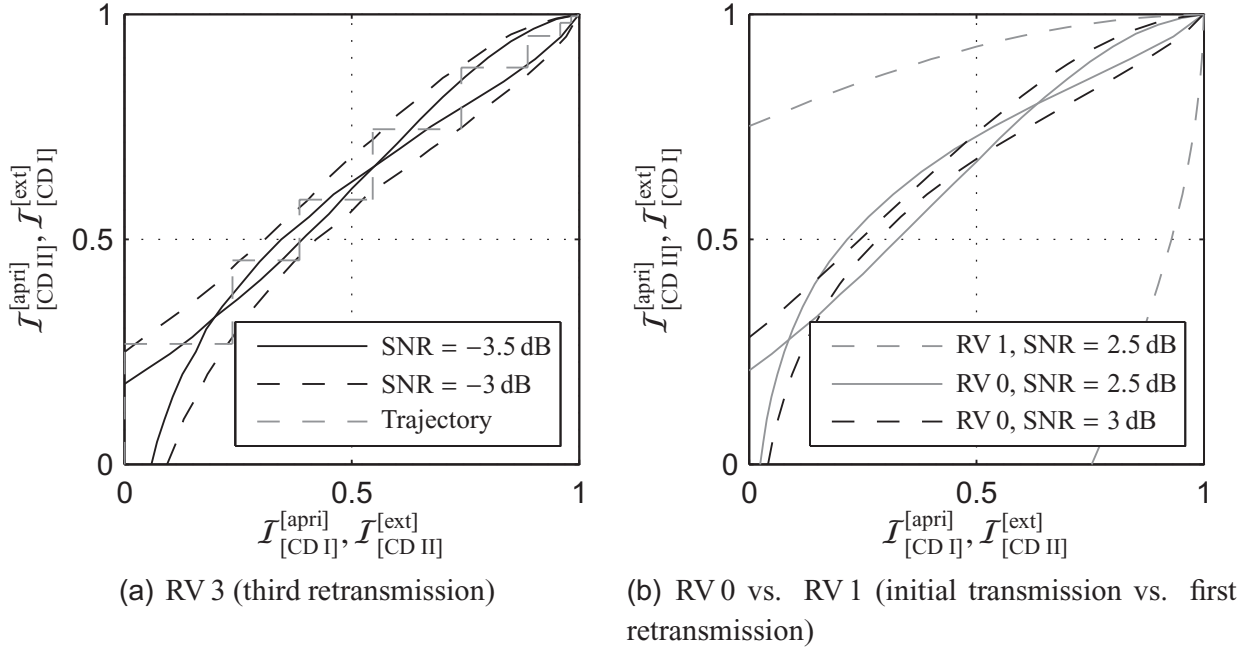 1
0.5
0
0
0.5
1
𝓘[apri][CD II], 𝓘[ext][CD I]
𝓘[apri][CD I], 𝓘[ext][CD II]
SNR = −3.5 dB
SNR = −3 dB
Trajectory
(a) RV 3 (third retransmission)
1
0.5
0
0
0.5
1
𝓘[apri][CD II], 𝓘[ext][CD I]
𝓘[apri][CD I], 𝓘[ext][CD II]
RV 1, SNR = 2.5 dB
RV 0, SNR = 2.5 dB
RV 0, SNR = 3 dB
(b) RV 0 vs. RV 1 (initial transmission vs. first
retransmission)